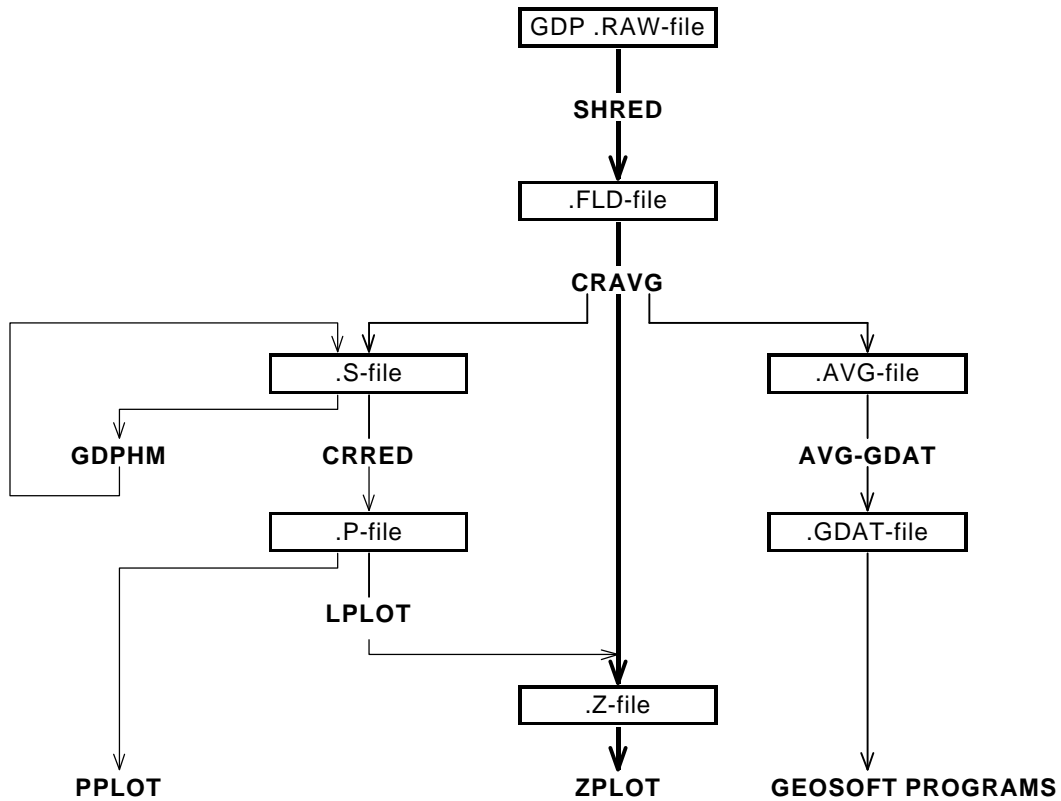 GDP .RAW-file
SHRED
.FLD-file
CRAVG
.S-file
.AVG-file
GDPHM
CRRED
AVG-GDAT
.P-file
.GDAT-file
LPLOT
.Z-file
PPLOT
ZPLOT
GEOSOFT PROGRAMS